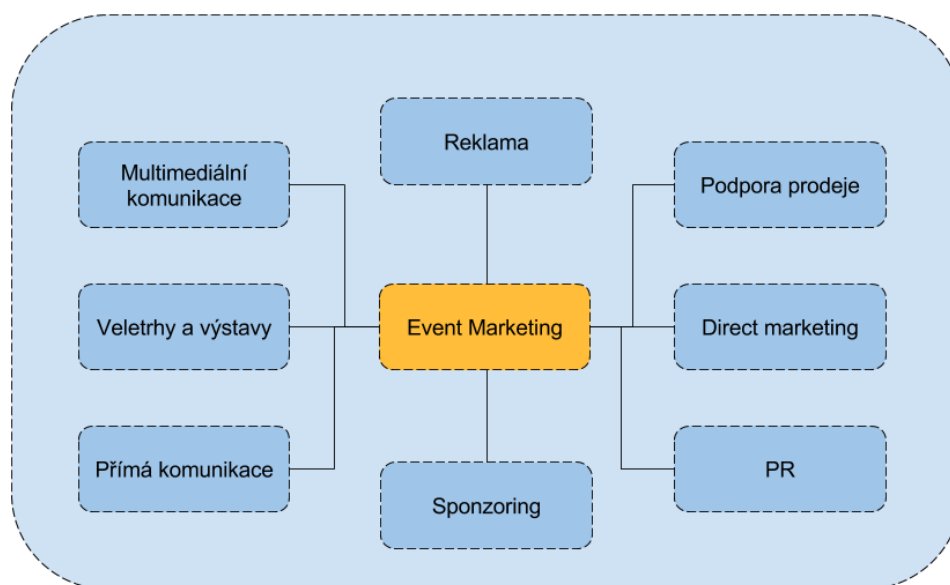 Reklama
Multimediální
komunikace
Podpora prodeje
Veletrhy a výstavy
Event Marketing
Direct marketing
Přímá komunikace
Sponzoring
PR